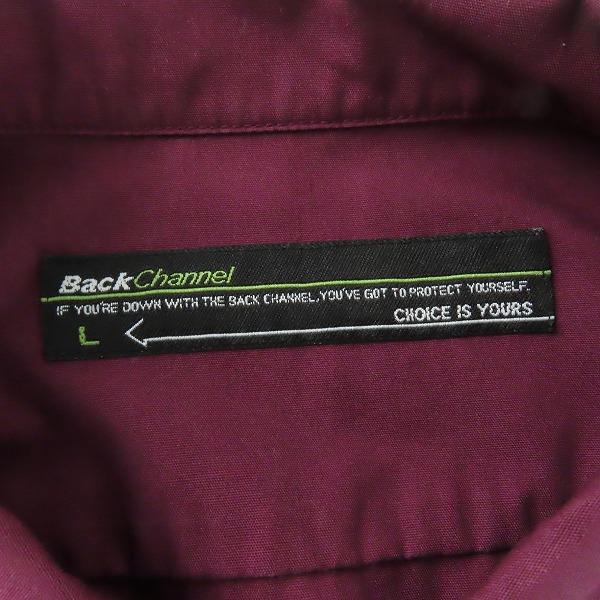 BackChannel
IF YOU'RE DOWN WITH THE BACK CHANNEL, YOU'VE GOT TO PROTECT YOURSELF.
CHOICE IS YOURS
L